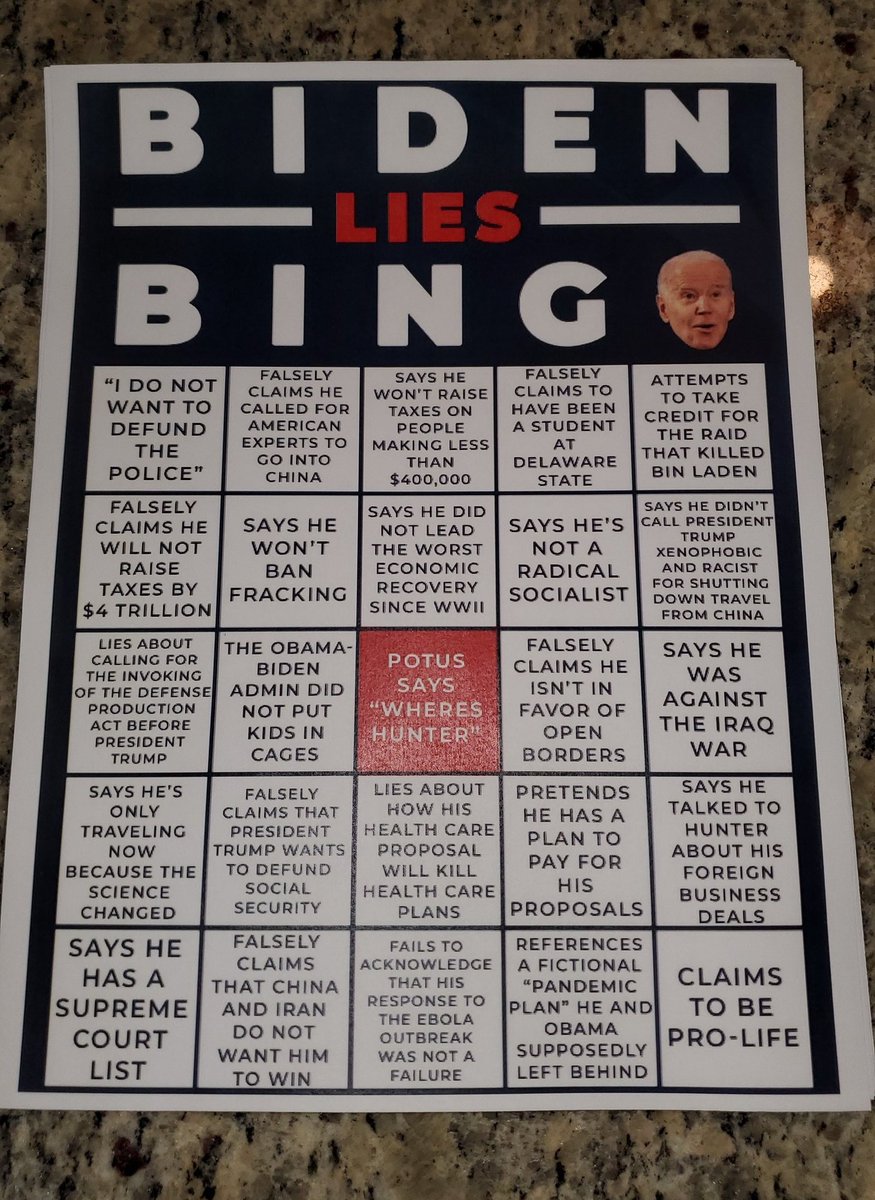 BIDEN
LIES
BING
"I DO NOT
WANT TO
DEFUND
THE
POLICE"
FALSELY
CLAIMS HE
CALLED FOR
AMERICAN
EXPERTS TO
GO INTO
CHINA
SAYS HE
WON'T RAISE
TAXES ON
PEOPLE
MAKING LESS
THAN
$400,000
FALSELY
CLAIMS TO
HAVE BEEN
A STUDENT
AT
DELAWARE
STATE
ATTEMPTS
TO TAKE
CREDIT FOR
THE RAID
THAT KILLED
BIN LADEN
FALSELY
CLAIMS HE
WILL NOT
RAISE
TAXES BY
$4 TRILLION
SAYS HE
WON'T
BAN
FRACKING
SAYS HE DID
NOT LEAD
THE WORST
ECONOMIC
RECOVERY
SINCE WWII
SAYS HE'S
NOT A
RADICAL
SOCIALIST
SAYS HE DIDN'T
CALL PRESIDENT
TRUMP
XENOPHOBIC
AND RACIST
FOR SHUTTING
DOWN TRAVEL
FROM CHINA
LIES ABOUT
CALLING FOR
THE INVOKING
OF THE DEFENSE
PRODUCTION
ACT BEFORE
PRESIDENT
TRUMP
THE OBAMA-
BIDEN
ADMIN DID
NOT PUT
KIDS IN
CAGES
POTUS
SAYS
"WHERES
HUNTER"
FALSELY
CLAIMS HE
ISN'T IN
FAVOR OF
OPEN
BORDERS
SAYS HE
WAS
AGAINST
THE IRAQ
WAR
SAYS HE'S
ONLY
TRAVELING
NOW
BECAUSE THE
SCIENCE
CHANGED
FALSELY
CLAIMS THAT
PRESIDENT
TRUMP WANTS
TO DEFUND
SOCIAL
SECURITY
LIES ABOUT
HOW HIS
HEALTH CARE
PROPOSAL
WILL KILL
HEALTH CARE
PLANS
PRETENDS
HE HAS A
PLAN TO
PAY FOR
HIS
PROPOSALS
SAYS HE
TALKED TO
HUNTER
ABOUT HIS
FOREIGN
BUSINESS
DEALS
SAYS HE
HAS A
SUPREME
COURT
LIST
FALSELY
CLAIMS
THAT CHINA
AND IRAN
DO NOT
WANT HIM
TO WIN
FAILS TO
ACKNOWLEDGE
THAT HIS
RESPONSE TO
THE EBOLA
OUTBREAK
WAS NOT A
FAILURE
REFERENCES
A FICTIONAL
"PANDEMIC
PLAN" HE AND
OBAMA
SUPPOSEDLY
LEFT BEHIND
CLAIMS
TO BE
PRO-LIFE